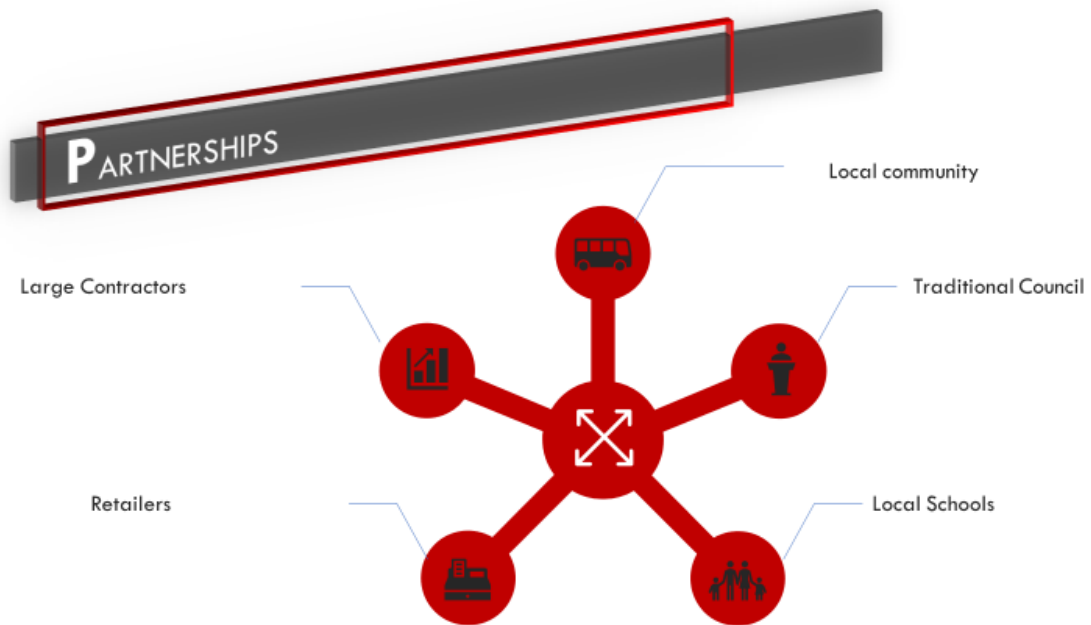 PARTNERSHIPS
Local community
Large Contractors
Traditional Council
Retailers
Local Schools